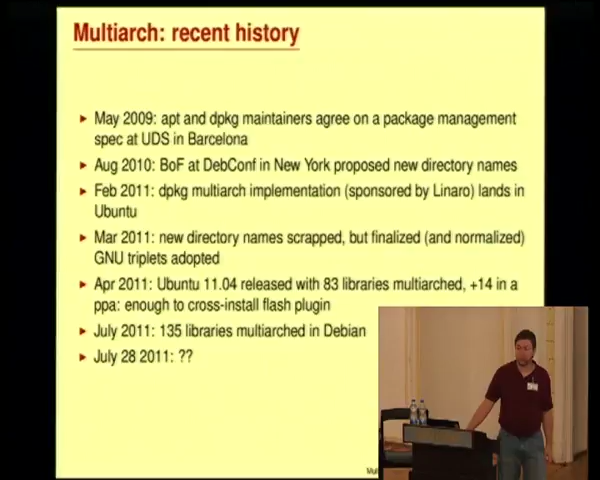 Multiarch: recent history
May 2009: apt and dpkg maintainers agree on a package management
spec at UDS in Barcelona
Aug 2010: BoF at DebConf in New York proposed new directory names
Feb 2011: dpkg multiarch implementation (sponsored by Linaro) lands in
Ubuntu
Mar 2011: new directory names scrapped, but finalized (and normalized)
GNU triplets adopted
Apr 2011: Ubuntu 11.04 released with 83 libraries multiarched, +14 in a
ppa: enough to cross-install flash plugin
July 2011: 135 libraries multiarched in Debian
July 28 2011: ??